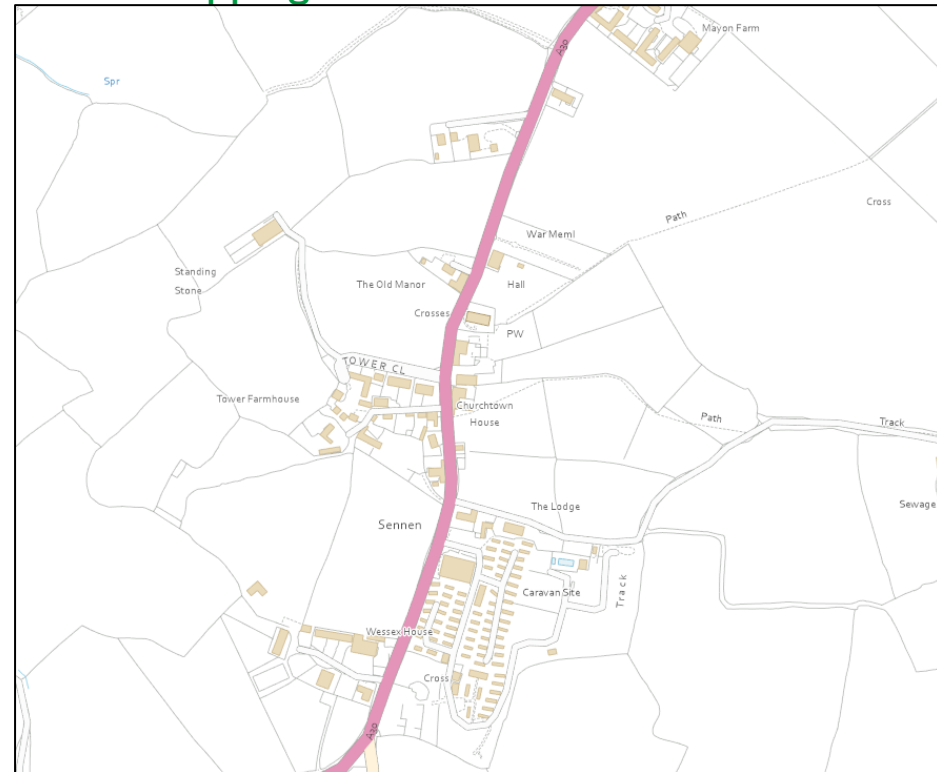 pping
A30
Mayon Farm
Spr
Cross
Path
War Meml
Standing
Stone
The Old Manor
Hall
Crosses
PW
TOWER CL
Tower Farmhouse
Churchtown
House
Path
Track
The Lodge
Sewage
Sennen
Caravan Site
Track
Wessex House
Cross
A30